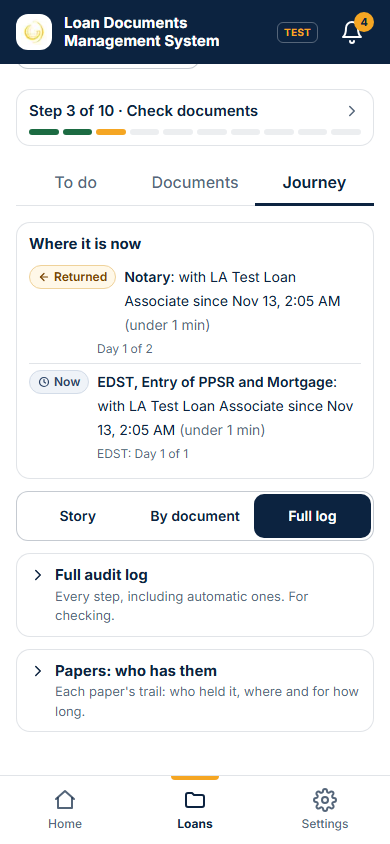 Loan Documents
Management System
TEST
4
Step 3 of 10 · Check documents
To do
Documents
Journey
Where it is now
Returned
Notary: with LA Test Loan
Associate since Nov 13, 2:05 AM
(under 1 min)
Day 1 of 2
Now
EDST, Entry of PPSR and Mortgage:
with LA Test Loan Associate since Nov
13, 2:05 AM (under 1 min)
EDST: Day 1 of 1
Story
By document
Full log
Full audit log
Every step, including automatic ones. For
checking.
Papers: who has them
Each paper's trail: who held it, where and for how
long.
Home
Loans
Settings